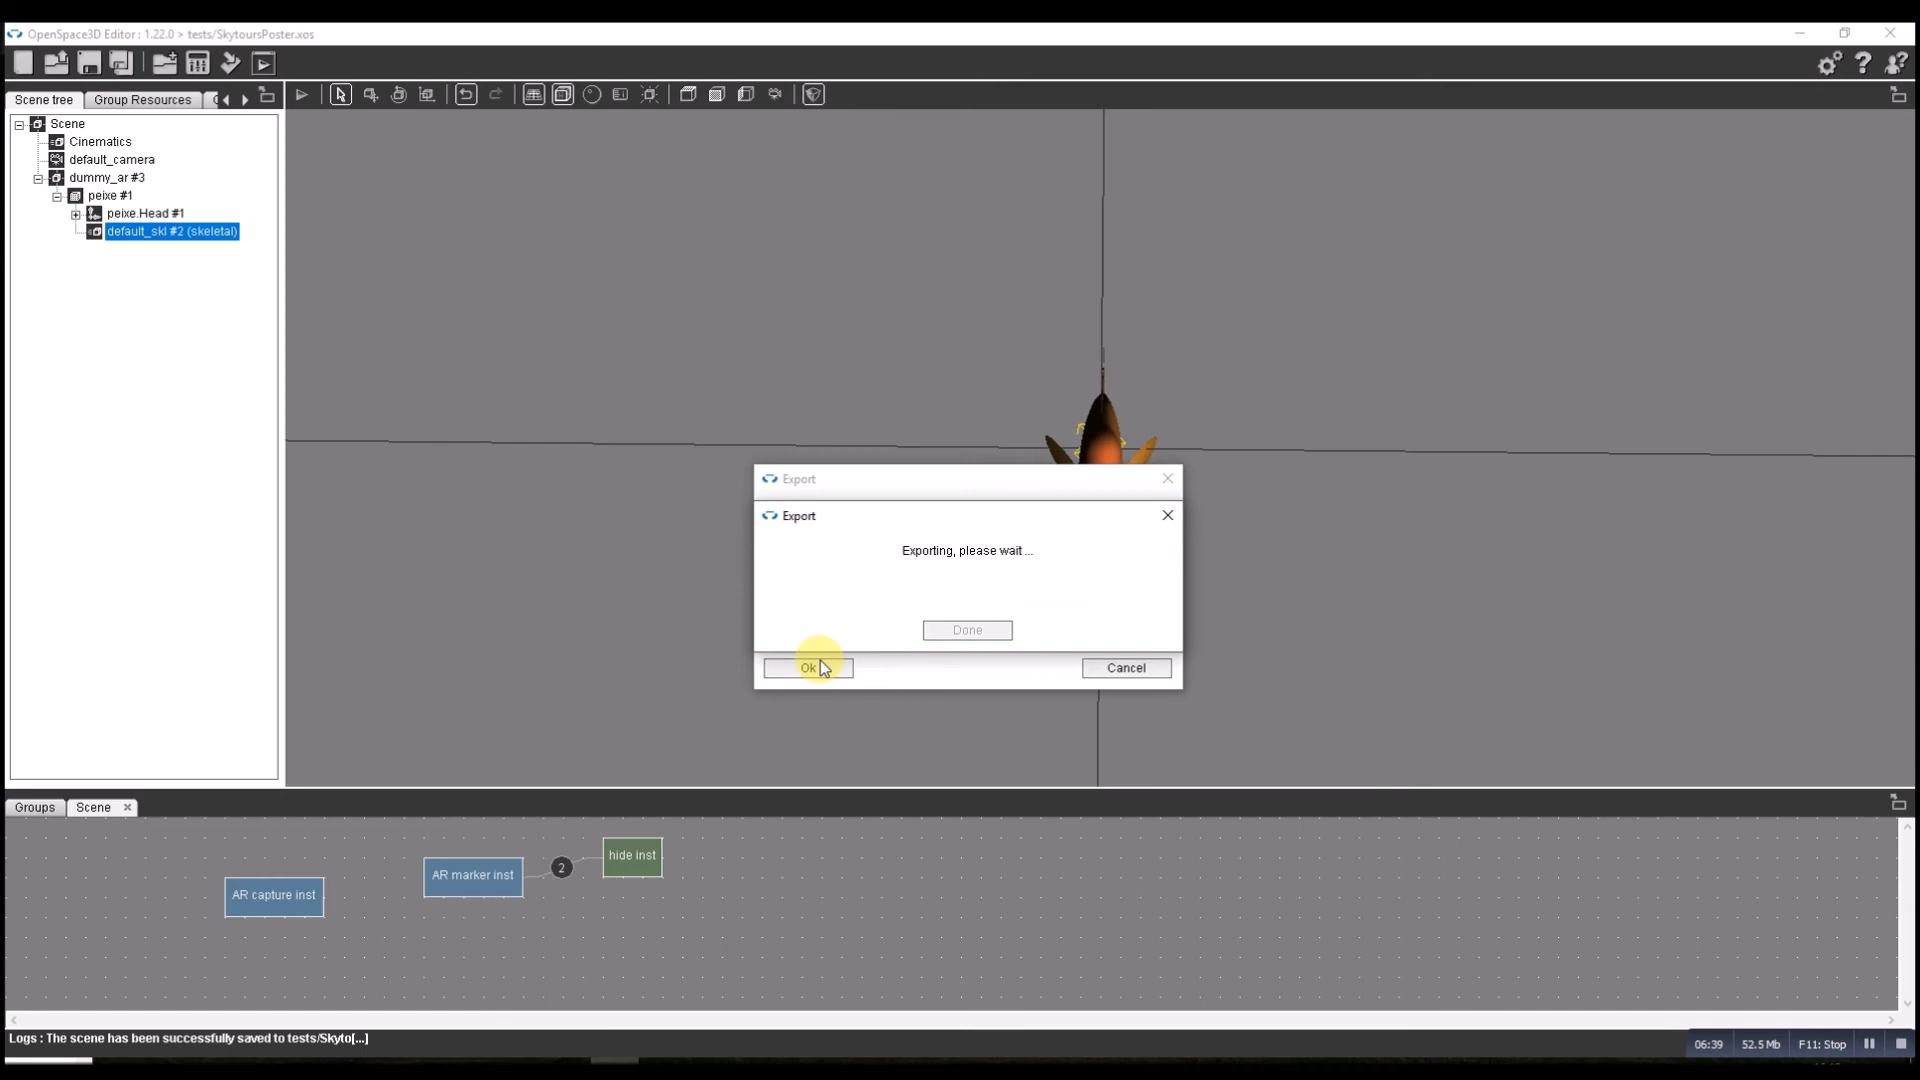 OpenSpace3D Editor : 1.22.0 > tests/SkytoursPoster.xos
Scene tree
Group Resources
Scene
Cinematics
default_camera
dummy_ar #3
peixe #1
peixe.Head #1
default_skl #2 (skeletal)
Export
Export
Exporting, please wait ...
Done
Ok
Cancel
Groups
Scene
hide inst
2
AR marker inst
AR capture inst
Logs : The scene has been successfully saved to tests/Skyto[...]
06:39
52.5 Mb
F11: Stop